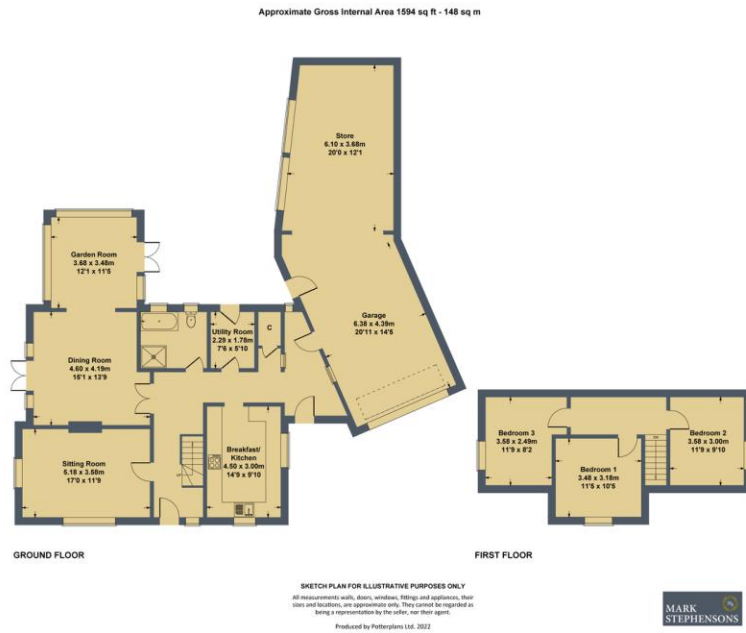 Approximate Gross Internal Area 1594 sq ft - 148 sq m
Store
6.10 x 3.68m
20'0 x 12'1
Garden Room
3.68 x 3.48m
12'1 x 11'5
Garage
6.38 x 4.39m
20'11 x 14'5
Utility Room
2.29 x 1.78m
7'6 x 5'10
C
Dining Room
4.60 x 4.19m
15'1 x 13'9
Sitting Room
5.18 x 3.58m
17'0 x 11'9
Breakfast/
Kitchen
4.50 x 3.00m
14'9 x 9'10
Bedroom 3
3.58 x 2.49m
11'9 x 8'2
Bedroom 2
3.58 x 3.00m
11'9 x 9'10
Bedroom 1
3.48 x 3.18m
11'5 x 10'5
GROUND FLOOR
FIRST FLOOR
SKETCH PLAN FOR ILLUSTRATIVE PURPOSES ONLY
All measurements walls, doors, windows, fittings and appliances, their
sizes and locations, are approximate only. They cannot be regarded as
being a representation by the seller, nor their agent.
Produced by Potterplans Ltd. 2022
MARK
STEPHENSONS